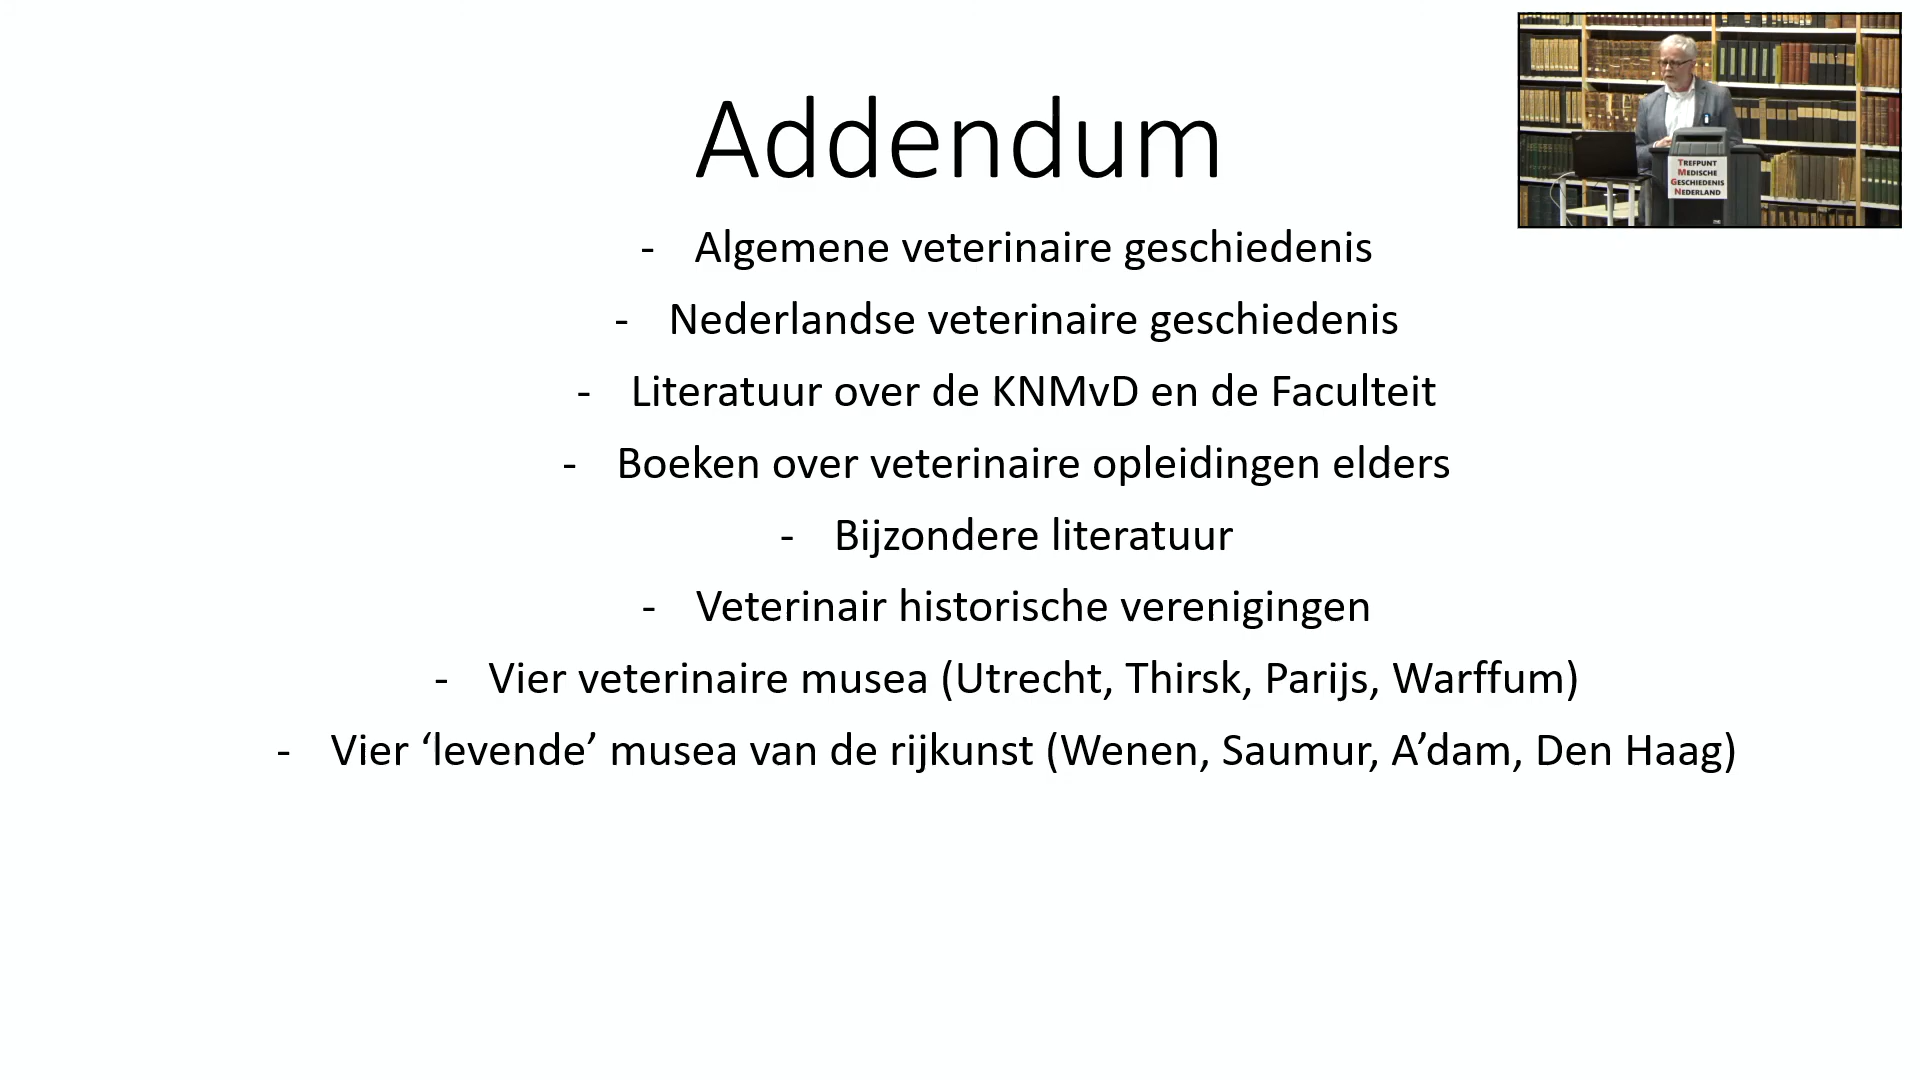 Addendum
- Algemene veterinaire geschiedenis
- Nederlandse veterinaire geschiedenis
- Literatuur over de KNMvD en de Faculteit
- Boeken over veterinaire opleidingen elders
- Bijzondere literatuur
- Veterinair historische verenigingen
- Vier veterinaire musea (Utrecht, Thirsk, Parijs, Warffum)
- Vier ‘levende’ musea van de rijkunst (Wenen, Saumur, A’dam, Den Haag)
TREFPUNT
MEDISCHE
GESCHIEDENIS
NEDERLAND